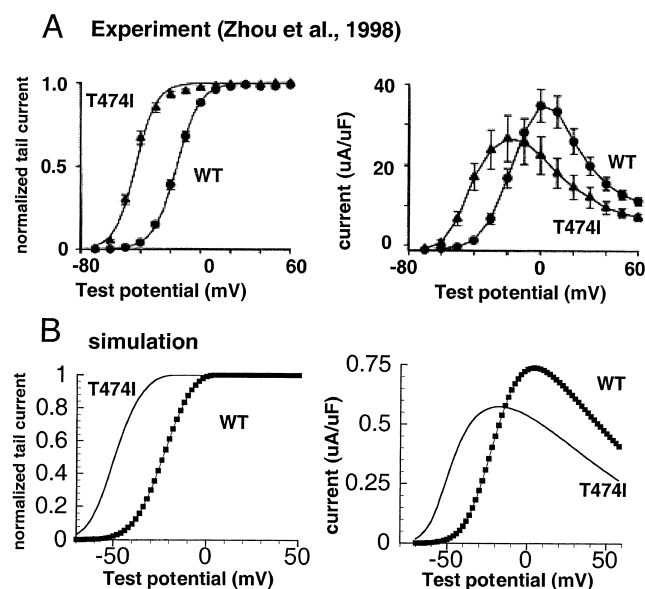 A Experiment (Zhou et al., 1998)
normalized tail current
1.0
0.5
0
-80
0
60
T474I
WT
Test potential (mV)
current (uA/uF)
40
20
0
-80
0
60
WT
T474I
Test potential (mV)
B simulation
normalized tail current
1
0.8
0.6
0.4
0.2
0
-50
0
50
T474I
WT
Test potential (mV)
current (uA/uF)
0.75
0.5
0.25
0
-50
0
50
WT
T474I
Test potential (mV)